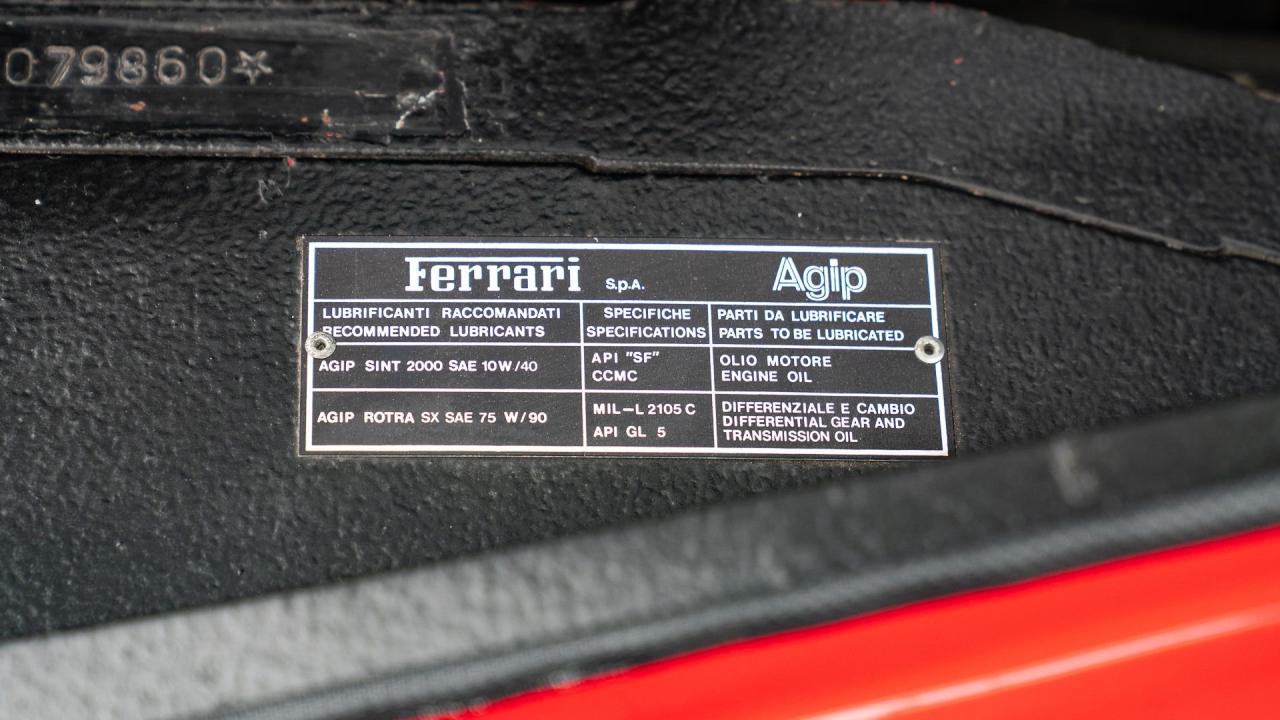 079860☆
Ferrari S.p.A. Agip
LUBRIFICANTI RACCOMANDATI
RECOMMENDED LUBRICANTS
SPECIFICHE
SPECIFICATIONS
PARTI DA LUBRIFICARE
PARTS TO BE LUBRICATED
AGIP SINT 2000 SAE 10W/40
API "SF"
CCMC
OLIO MOTORE
ENGINE OIL
AGIP ROTRA SX SAE 75 W/90
MIL-L 2105 C
API GL 5
DIFFERENZIALE E CAMBIO
DIFFERENTIAL GEAR AND
TRANSMISSION OIL